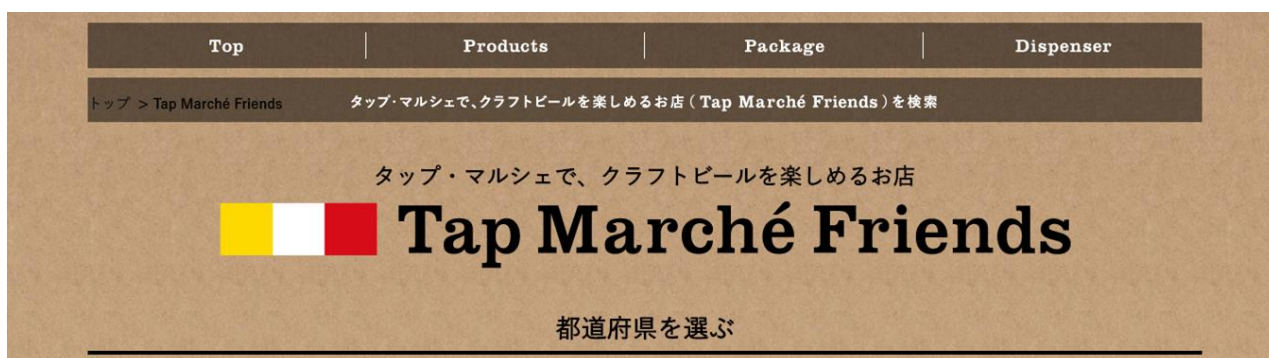 Top Products Package Dispenser
トップ > Tap Marché Friends タップ・マルシェで、クラフトビールを楽しめるお店 ( Tap Marché Friends ) を検索
タップ・マルシェで、クラフトビールを楽しめるお店
Tap Marché Friends
都道府県を選ぶ